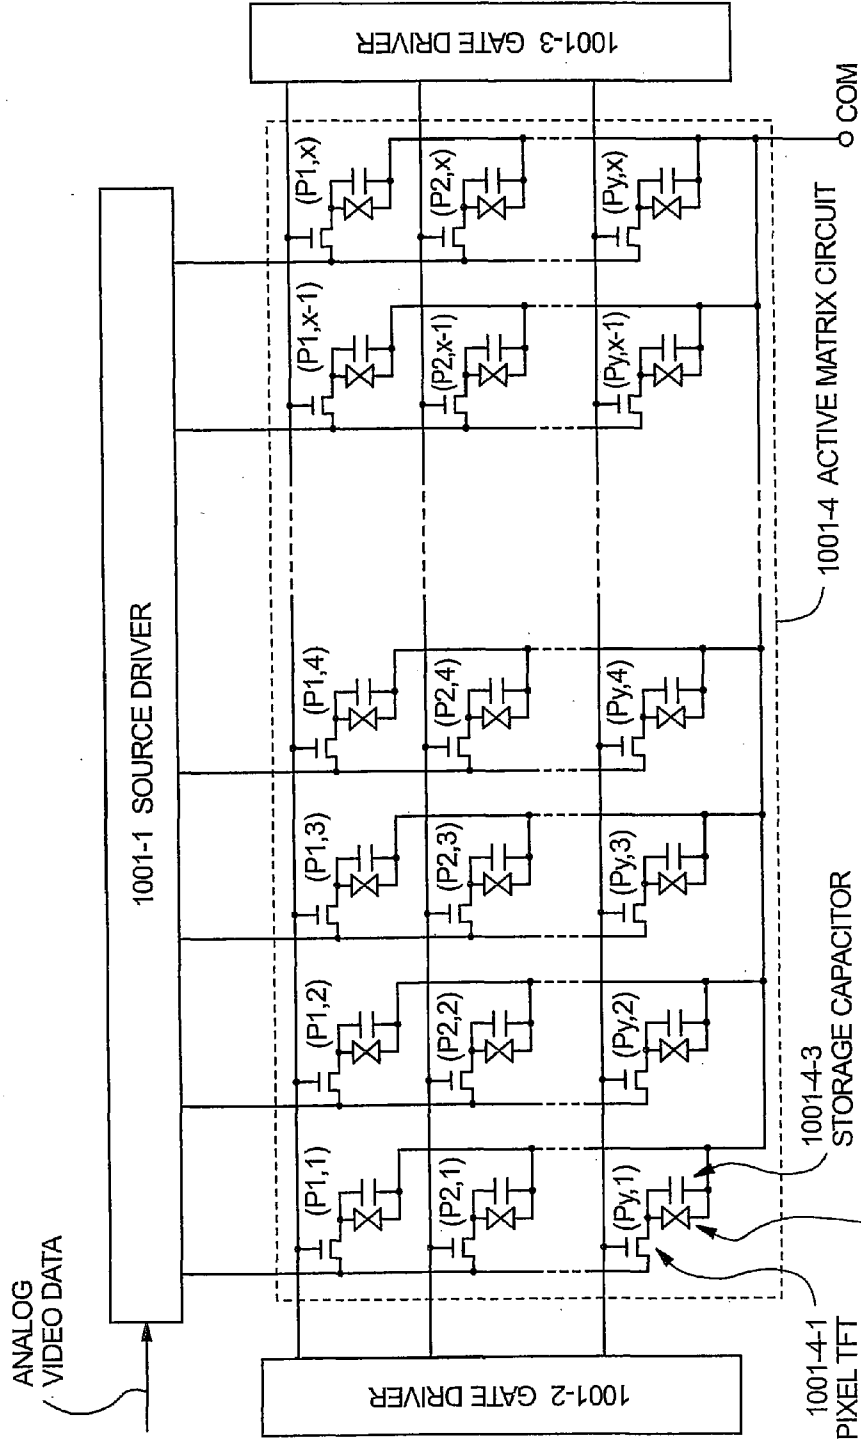 ANALOG
VIDEO DATA
1001-1 SOURCE DRIVER
1001-2 GATE DRIVER
1001-3 GATE DRIVER
(P1,1)
(P1,2)
(P1,3)
(P1,4)
(P1,x-1)
(P1,x)
(P2,1)
(P2,2)
(P2,3)
(P2,4)
(P2,x-1)
(P2,x)
(Py,1)
(Py,2)
(Py,3)
(Py,4)
(Py,x-1)
(Py,x)
1001-4-1
PIXEL TFT
1001-4-3
STORAGE CAPACITOR
1001-4 ACTIVE MATRIX CIRCUIT
COM